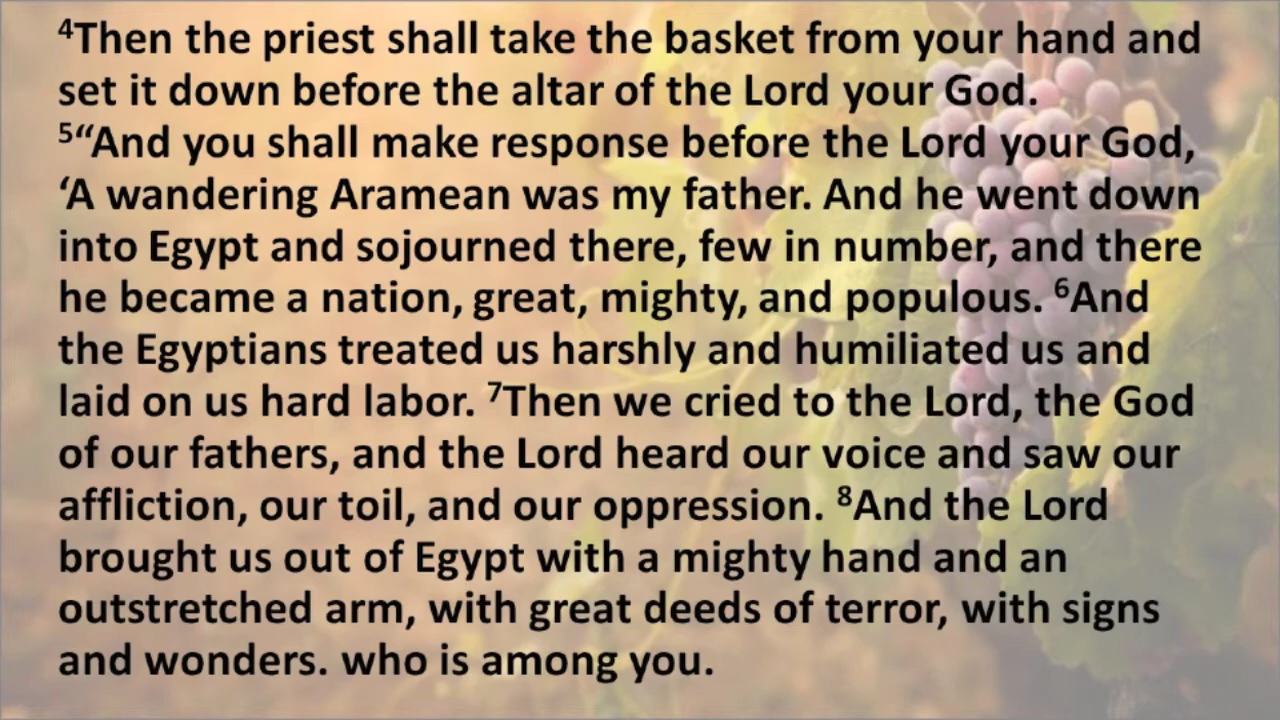 ⁴Then the priest shall take the basket from your hand and
set it down before the altar of the Lord your God.
⁵“And you shall make response before the Lord your God,
‘A wandering Aramean was my father. And he went down
into Egypt and sojourned there, few in number, and there
he became a nation, great, mighty, and populous. ⁶And
the Egyptians treated us harshly and humiliated us and
laid on us hard labor. ⁷Then we cried to the Lord, the God
of our fathers, and the Lord heard our voice and saw our
affliction, our toil, and our oppression. ⁸And the Lord
brought us out of Egypt with a mighty hand and an
outstretched arm, with great deeds of terror, with signs
and wonders. who is among you.